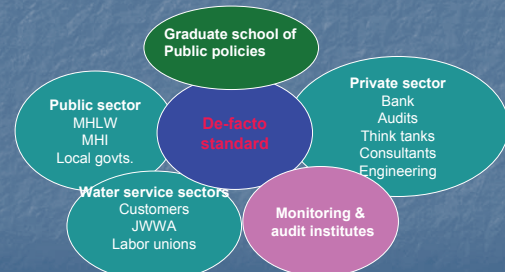 Graduate school of
Public policies
Public sector
MHLW
MHI
Local govts.
De-facto
standard
Private sector
Bank
Audits
Think tanks
Consultants
Engineering
Water service sectors
Customers
JWWA
Labor unions
Monitoring &
audit institutes